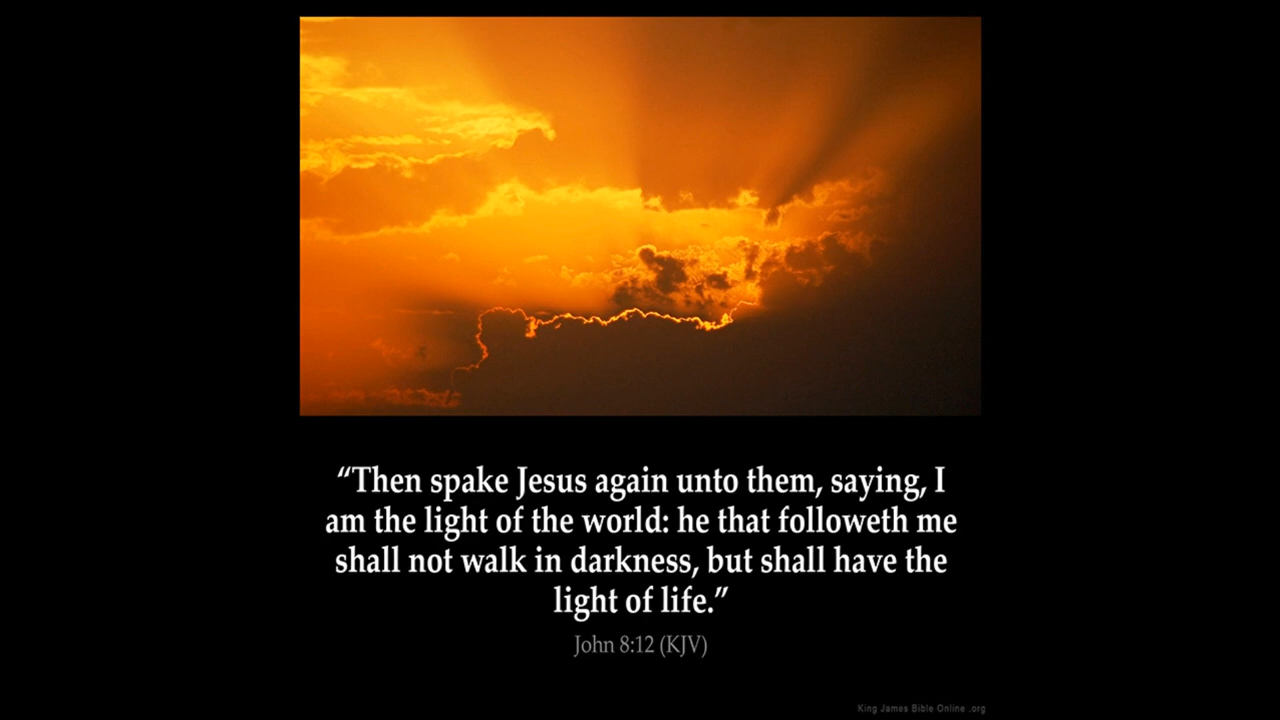 “Then spake Jesus again unto them, saying, I
am the light of the world: he that followeth me
shall not walk in darkness, but shall have the
light of life.”
John 8:12 (KJV)
King James Bible Online .org